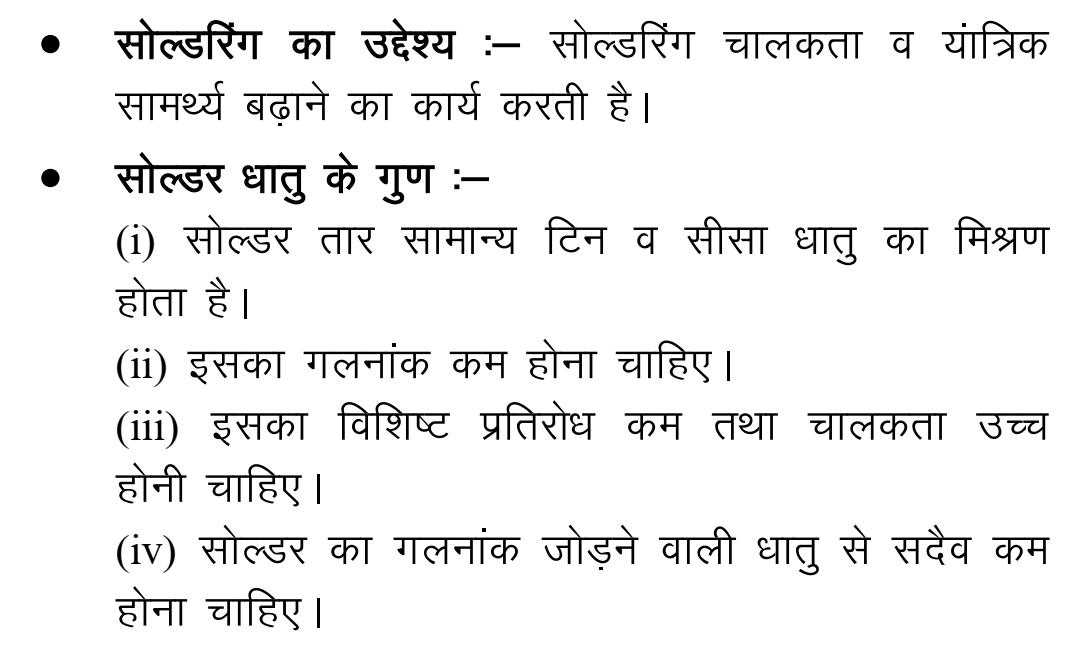 • सोल्डरिंग का उद्देश्य :– सोल्डरिंग चालकता व यांत्रिक
सामर्थ्य बढ़ाने का कार्य करती है।
• सोल्डर धातु के गुण :–
(i) सोल्डर तार सामान्य टिन व सीसा धातु का मिश्रण
होता है।
(ii) इसका गलनांक कम होना चाहिए।
(iii) इसका विशिष्ट प्रतिरोध कम तथा चालकता उच्च
होनी चाहिए।
(iv) सोल्डर का गलनांक जोड़ने वाली धातु से सदैव कम
होना चाहिए।